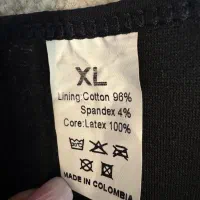 XL
Lining:Cotton 96%
Spandex 4%
Core:Latex 100%
MADE IN COLOMBIA